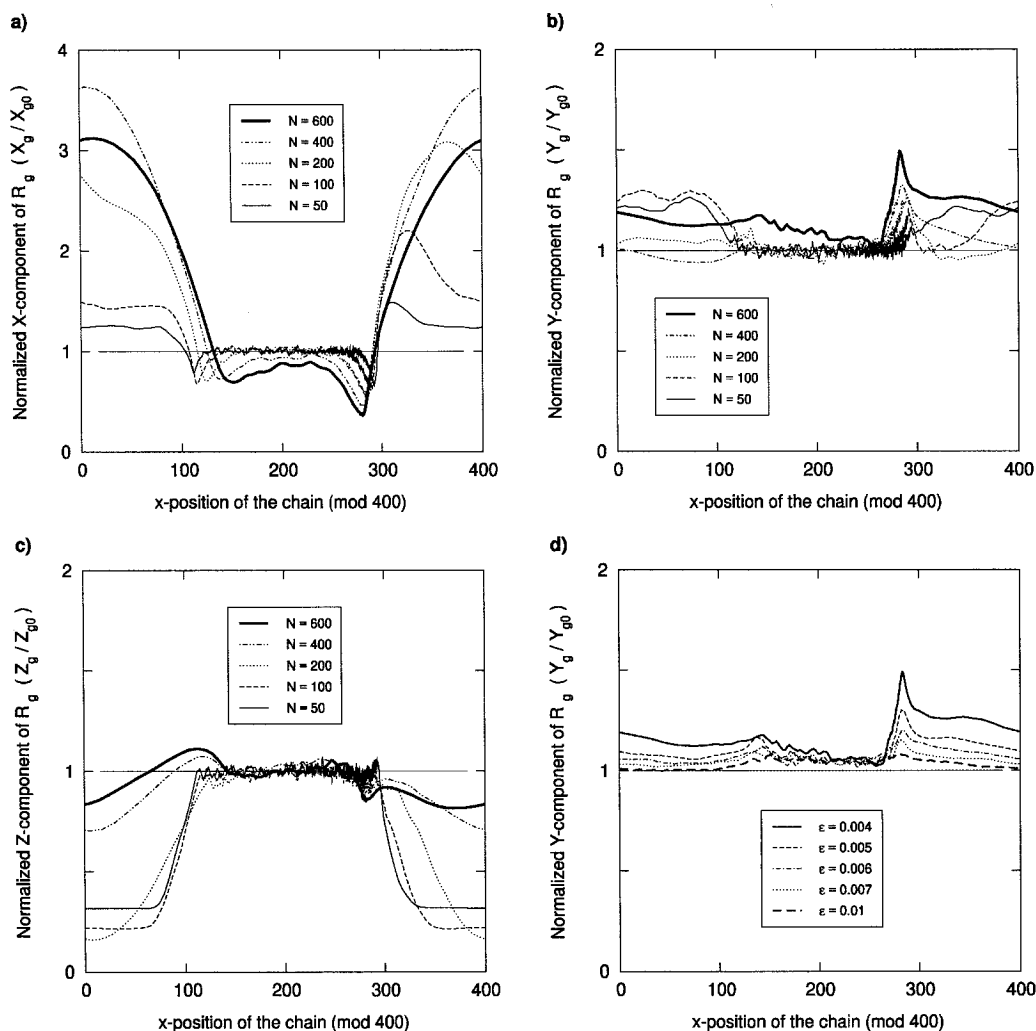 a)
Normalized X-component of R g ( X g / X g0 )
4
3
2
1
0
N = 600
N = 400
N = 200
N = 100
N = 50
0 100 200 300 400
x-position of the chain (mod 400)
b)
Normalized Y-component of R g ( Y g / Y g0 )
2
1
0
N = 600
N = 400
N = 200
N = 100
N = 50
0 100 200 300 400
x-position of the chain (mod 400)
c)
Normalized Z-component of R g ( Z g / Z g0 )
2
1
0
N = 600
N = 400
N = 200
N = 100
N = 50
0 100 200 300 400
x-position of the chain (mod 400)
d)
Normalized Y-component of R g ( Y g / Y g0 )
2
1
0
ε = 0.004
ε = 0.005
ε = 0.006
ε = 0.007
ε = 0.01
0 100 200 300 400
x-position of the chain (mod 400)